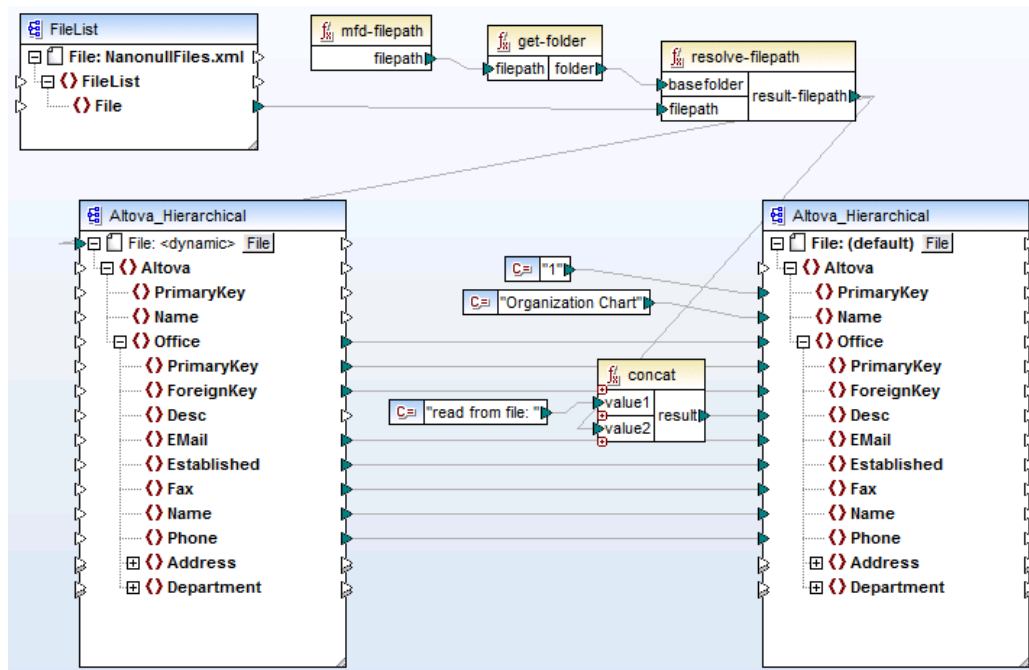 FileList
File: NanonullFiles.xml
FileList
File
mfd-filepath
filepath
get-folder
filepath folder
resolve-filepath
basefolder
result-filepath
filepath
Altova_Hierarchical
File: <dynamic> File
Altova
PrimaryKey
Name
Office
PrimaryKey
ForeignKey
Desc
EMail
Established
Fax
Name
Phone
Address
Department
C= "1"
C= "Organization Chart"
C= "read from file: "
concat
value1
result
value2
Altova_Hierarchical
File: (default) File
Altova
PrimaryKey
Name
Office
PrimaryKey
ForeignKey
Desc
EMail
Established
Fax
Name
Phone
Address
Department